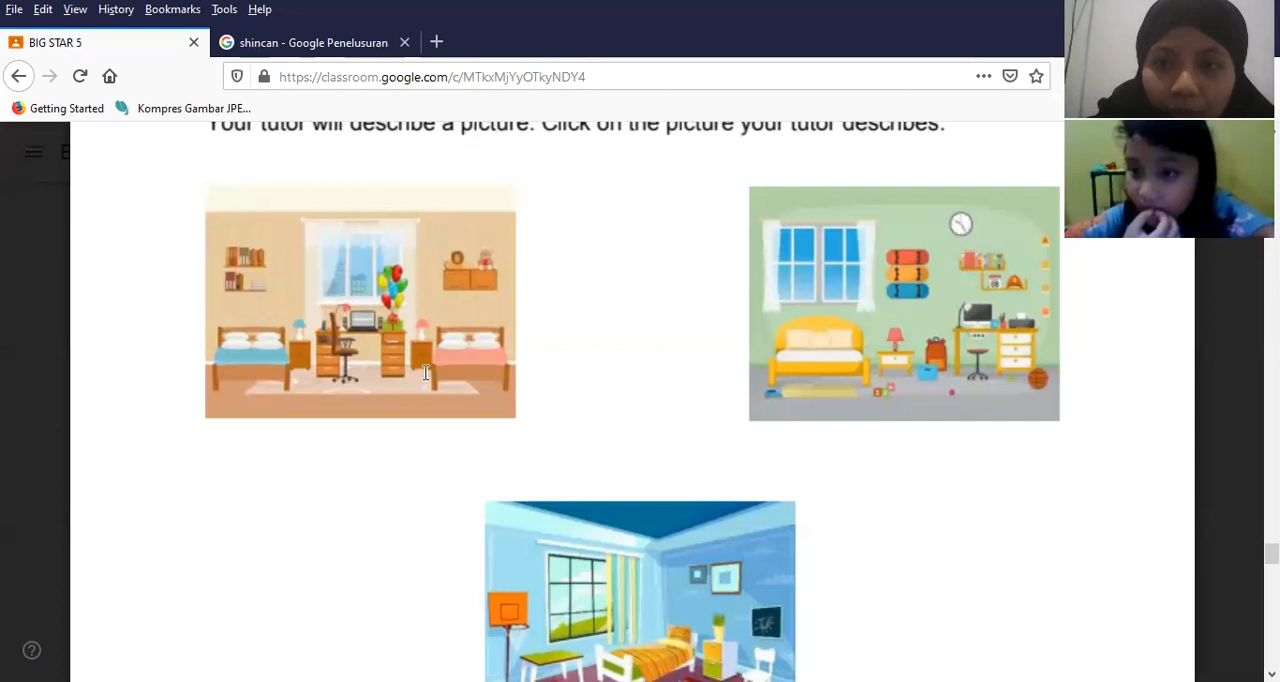 File Edit View History Bookmarks Tools Help
BIG STAR 5
shincan - Google Penelusuran
https://classroom.google.com/c/MTkxMjYyOTkyNDY4
Getting Started
Kompres Gambar JPE...
Your tutor will describe a picture. Click on the picture your tutor describes.